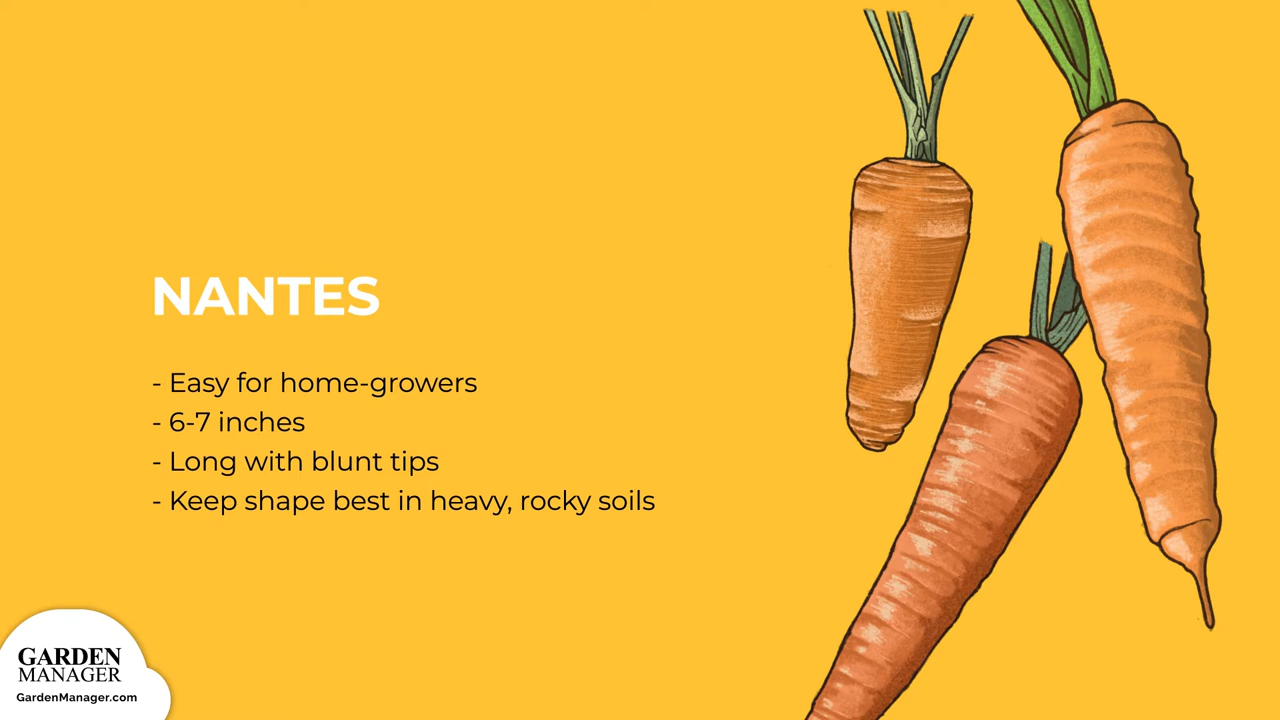 NANTES
- Easy for home-growers
- 6-7 inches
- Long with blunt tips
- Keep shape best in heavy, rocky soils
GARDEN
MANAGER
GardenManager.com